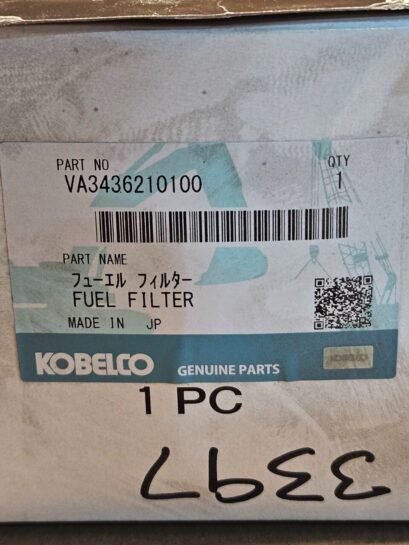 PART NO
QTY
VA3436210100
1
PART NAME
フューエル フィルター
FUEL FILTER
MADE IN JP
KOBELCO
GENUINE PARTS
KOBELCO
1 PC
3397